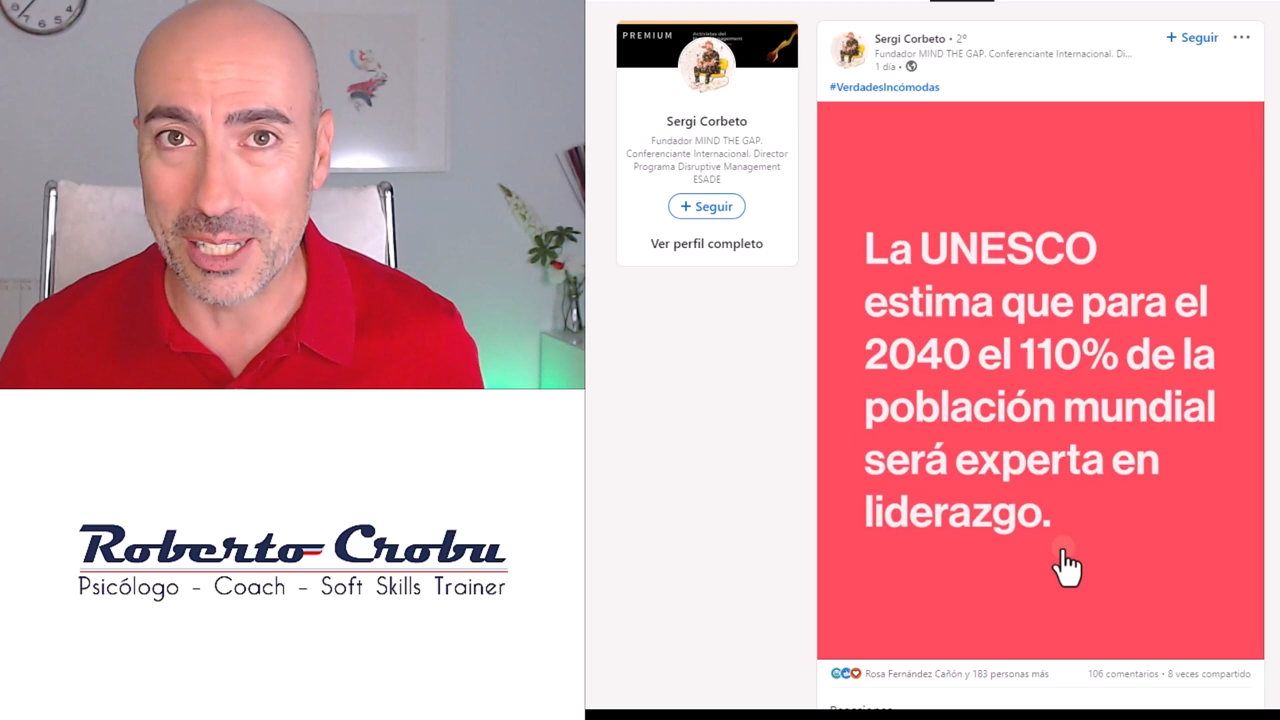 Roberto Crobu
Psicólogo - Coach - Soft Skills Trainer
PREMIUM
Activistas del
Sergi Corbeto
Fundador MIND THE GAP.
Conferenciante Internacional. Director
Programa Disruptive Management
ESADE
+ Seguir
Ver perfil completo
Sergi Corbeto • 2º
+ Seguir
Fundador MIND THE GAP. Conferenciante Internacional. Di...
1 día •
#VerdadesIncómodas
La UNESCO
estima que para el
2040 el 110% de la
población mundial
será experta en
liderazgo.
Rosa Fernández Cañón y 183 personas más
106 comentarios • 8 veces compartido